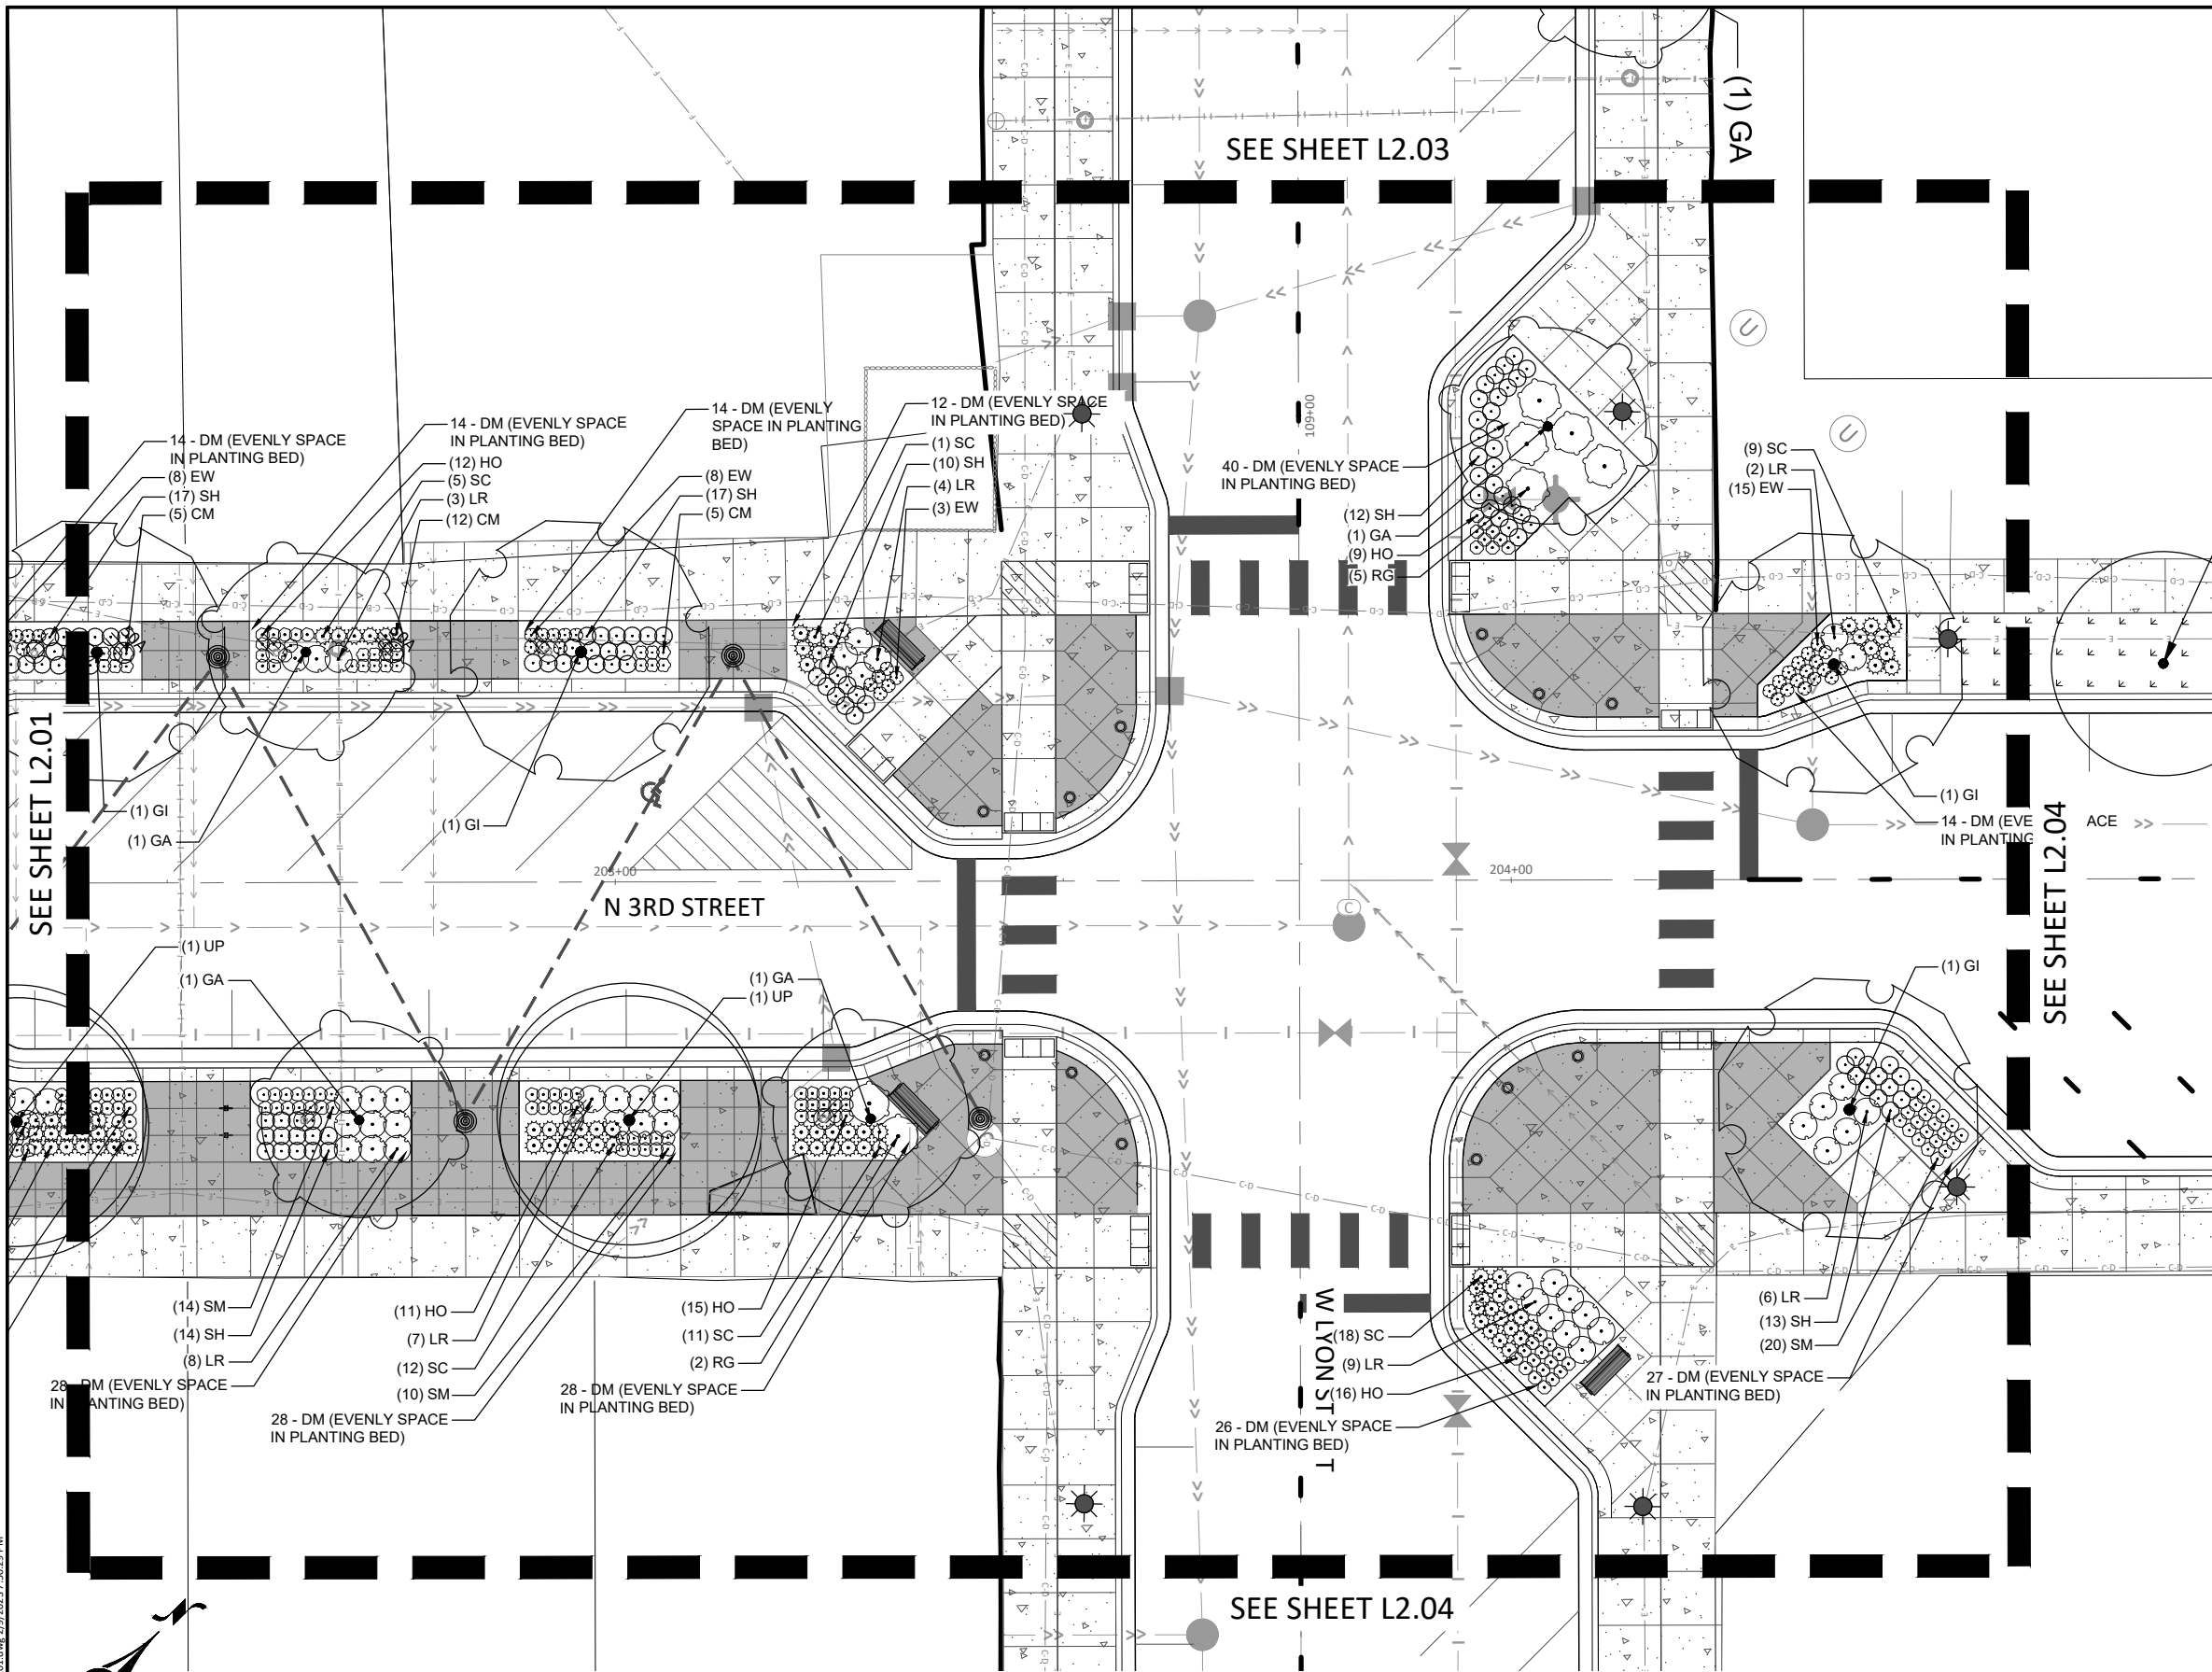 (1) GA
SEE SHEET L2.03
14 - DM (EVENLY SPACE
IN PLANTING BED)
(8) EW
(17) SH
(5) CM
14 - DM (EVENLY SPACE
IN PLANTING BED)
(12) HO
(5) SC
(3) LR
(12) CM
14 - DM (EVENLY
SPACE IN PLANTING
BED)
(8) EW
(17) SH
(5) CM
12 - DM (EVENLY SPACE
IN PLANTING BED)
(1) SC
(10) SH
(4) LR
(3) EW
109+00
40 - DM (EVENLY SPACE
IN PLANTING BED)
(12) SH
(1) GA
(9) HO
(5) RG
U
U
(9) SC
(2) LR
(15) EW
SEE SHEET L2.01
(1) GI
(1) GA
(1) GI
(1) GI
14 - DM (EVE ACE
IN PLANTING
SEE SHEET L2.04
203+00
204+00
N 3RD STREET
C
(1) UP
(1) GA
(1) GA
(1) UP
(1) GI
(14) SM
(14) SH
(8) LR
28 - DM (EVENLY SPACE
IN PLANTING BED)
(11) HO
(7) LR
(12) SC
(10) SM
28 - DM (EVENLY SPACE
IN PLANTING BED)
(15) HO
(11) SC
(2) RG
28 - DM (EVENLY SPACE
IN PLANTING BED)
W LYON ST T
(18) SC
(9) LR
(16) HO
26 - DM (EVENLY SPACE
IN PLANTING BED)
(6) LR
(13) SH
(20) SM
27 - DM (EVENLY SPACE
IN PLANTING BED)
SEE SHEET L2.04
N